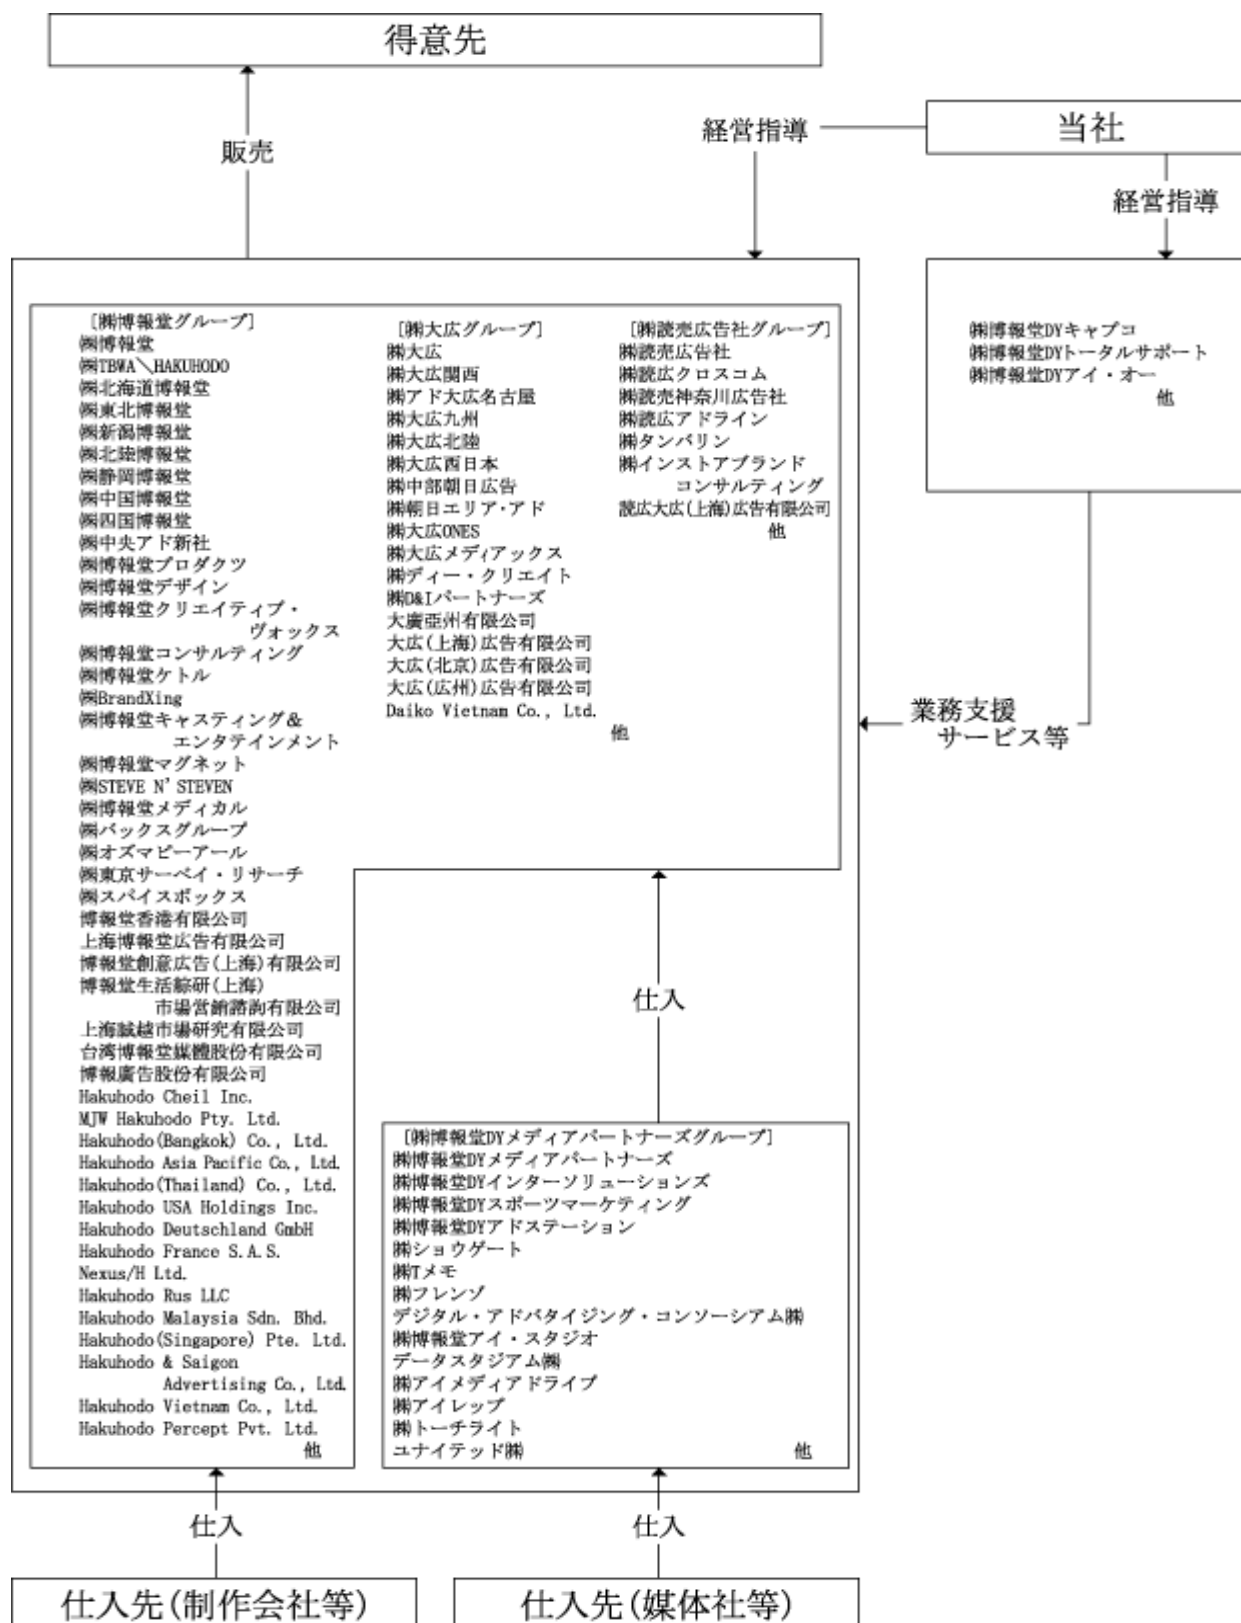 得意先
販売
経営指導
当社
経営指導
[㈱博報堂グループ]
㈱博報堂
㈱TBWA＼HAKUHODO
㈱北海道博報堂
㈱東北博報堂
㈱新潟博報堂
㈱北陸博報堂
㈱静岡博報堂
㈱中国博報堂
㈱四国博報堂
㈱中央アド新社
㈱博報堂プロダクツ
㈱博報堂デザイン
㈱博報堂クリエイティブ・
ヴォックス
㈱博報堂コンサルティング
㈱博報堂ケトル
㈱BrandXing
㈱博報堂キャスティング＆
エンタテインメント
㈱博報堂マグネット
㈱STEVE N' STEVEN
㈱博報堂メディカル
㈱バックスグループ
㈱オズマピーアール
㈱東京サーベイ・リサーチ
㈱スパイスボックス
博報堂香港有限公司
上海博報堂広告有限公司
博報堂創意広告(上海)有限公司
博報堂生活綜研(上海)
市場営銷諮詢有限公司
上海誠越市場研究有限公司
台湾博報堂媒體股份有限公司
博報廣告股份有限公司
Hakuhodo Cheil Inc.
MJW Hakuhodo Pty. Ltd.
Hakuhodo(Bangkok) Co., Ltd.
Hakuhodo Asia Pacific Co., Ltd.
Hakuhodo(Thailand) Co., Ltd.
Hakuhodo USA Holdings Inc.
Hakuhodo Deutschland GmbH
Hakuhodo France S.A.S.
Nexus/H Ltd.
Hakuhodo Rus LLC
Hakuhodo Malaysia Sdn. Bhd.
Hakuhodo(Singapore) Pte. Ltd.
Hakuhodo & Saigon
Advertising Co., Ltd.
Hakuhodo Vietnam Co., Ltd.
Hakuhodo Percept Pvt. Ltd.
他
[㈱大広グループ]
㈱大広
㈱大広関西
㈱アド大広名古屋
㈱大広九州
㈱大広北陸
㈱大広西日本
㈱中部朝日広告
㈱朝日エリア・アド
㈱大広ONES
㈱大広メディアックス
㈱ディー・クリエイト
㈱D&Iパートナーズ
大廣亞州有限公司
大広(上海)広告有限公司
大広(北京)広告有限公司
大広(広州)広告有限公司
Daiko Vietnam Co., Ltd.
他
[㈱読売広告社グループ]
㈱読売広告社
㈱読広クロスコム
㈱読売神奈川広告社
㈱読広アドライン
㈱タンバリン
㈱インストアブランド
コンサルティング
読広大広(上海)広告有限公司
他
㈱博報堂DYキャプコ
㈱博報堂DYトータルサポート
㈱博報堂DYアイ・オー
他
業務支援
サービス等
仕入
[㈱博報堂DYメディアパートナーズグループ]
㈱博報堂DYメディアパートナーズ
㈱博報堂DYインターソリューションズ
㈱博報堂DYスポーツマーケティング
㈱博報堂DYアドステーション
㈱ショウゲート
㈱Tメモ
㈱フレンゾ
デジタル・アドバタイジング・コンソーシアム㈱
㈱博報堂アイ・スタジオ
データスタジアム㈱
㈱アイメディアドライブ
㈱アイレップ
㈱トーチライト
ユナイテッド㈱ 他
仕入
仕入
仕入先(制作会社等)
仕入先(媒体社等)